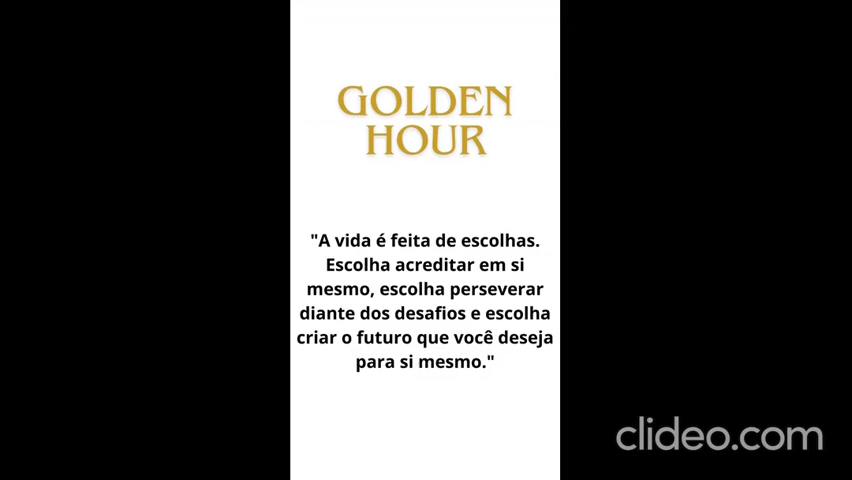 GOLDEN
HOUR
"A vida é feita de escolhas.
Escolha acreditar em si
mesmo, escolha perseverar
diante dos desafios e escolha
criar o futuro que você deseja
para si mesmo."
clideo.com